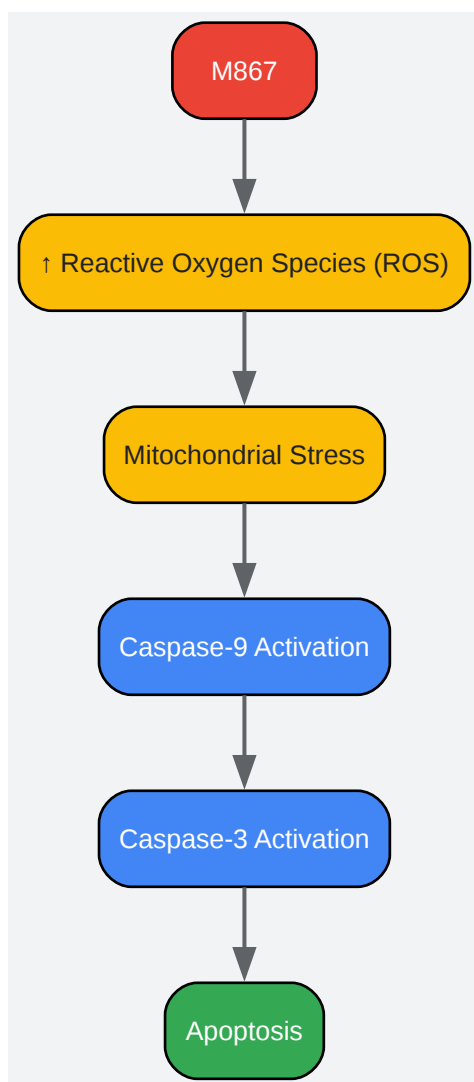 M867
↑ Reactive Oxygen Species (ROS)
Mitochondrial Stress
Caspase-9 Activation
Caspase-3 Activation
Apoptosis